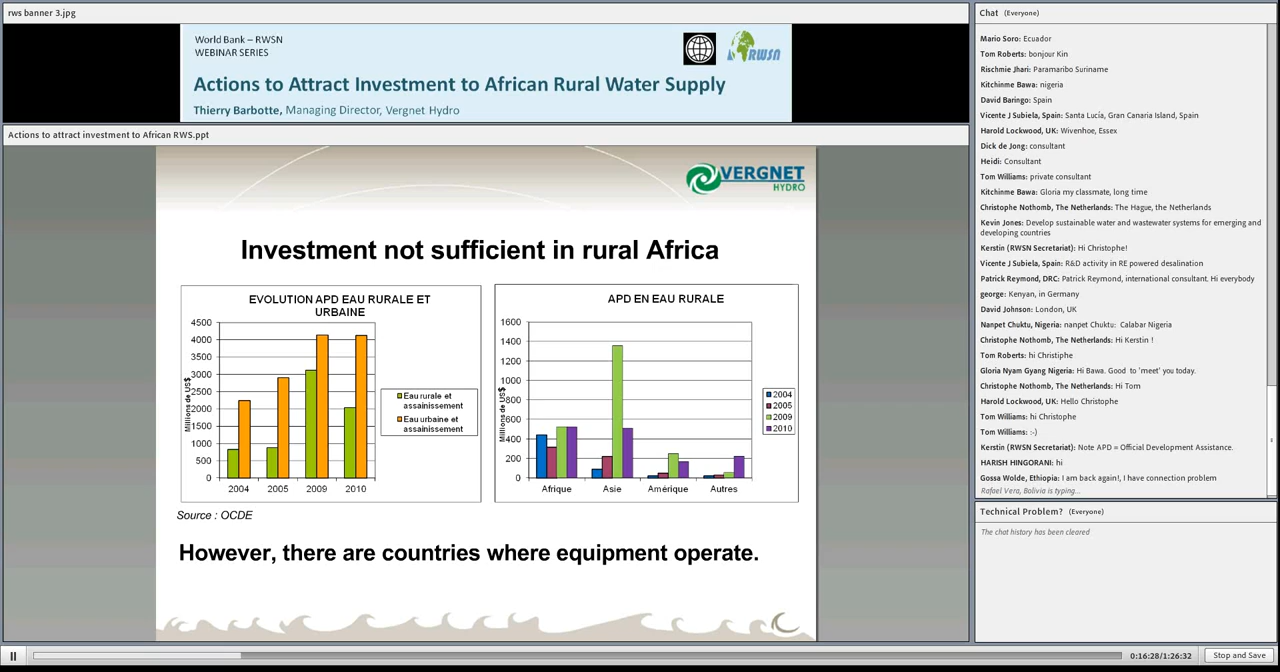 rws banner 3.jpg
World Bank – RWSN
WEBINAR SERIES
RWSN
Actions to Attract Investment to African Rural Water Supply
Thierry Barbotte, Managing Director, Vergnet Hydro
Actions to attract investment to African RWS.ppt
VERGNET
HYDRO
Investment not sufficient in rural Africa
EVOLUTION APD EAU RURALE ET
URBAINE
Millions de US$
4500
4000
3500
3000
2500
2000
1500
1000
500
0
2004 2005 2009 2010
Eau rurale et
assainissement
Eau urbaine et
assainissement
APD EN EAU RURALE
Millions de US$
1600
1400
1200
1000
800
600
400
200
0
Afrique Asie Amérique Autres
2004
2005
2009
2010
Source : OCDE
However, there are countries where equipment operate.
0:16:28/1:26:32
Stop and Save
Chat (Everyone)
Mario Soro: Ecuador
Tom Roberts: bonjour Kin
Rischmie Jhari: Paramaribo Suriname
Kitchinme Bawa: nigeria
David Baringo: Spain
Vicente J Subiela, Spain: Santa Lucía, Gran Canaria Island, Spain
Harold Lockwood, UK: Wivenhoe, Essex
Dick de Jong: consultant
Heidi: Consultant
Tom Williams: private consultant
Kitchinme Bawa: Gloria my classmate, long time
Christophe Nothomb, The Netherlands: The Hague, the Netherlands
Kevin Jones: Develop sustainable water and wastewater systems for emerging and
developing countries
Kerstin (RWSN Secretariat): Hi Christophe!
Vicente J Subiela, Spain: R&D activity in RE powered desalination
Patrick Reymond, DRC: Patrick Reymond, international consultant. Hi everybody
george: Kenyan, in Germany
David Johnson: London, UK
Nanpet Chuktu, Nigeria: nanpet Chuktu: Calabar Nigeria
Christophe Nothomb, The Netherlands: Hi Kerstin !
Tom Roberts: hi Christiphe
Gloria Nyam Gyang Nigeria: Hi Bawa. Good to 'meet' you today.
Christophe Nothomb, The Netherlands: Hi Tom
Harold Lockwood, UK: Hello Christophe
Tom Williams: hi Christophe
Tom Williams: :-)
Kerstin (RWSN Secretariat): Note APD = Official Development Assistance.
HARISH HINGORANI: hi
Gossa Wolde, Ethiopia: I am back again!, I have connection problem
Rafael Vera, Bolivia is typing...
Technical Problem? (Everyone)
The chat history has been cleared